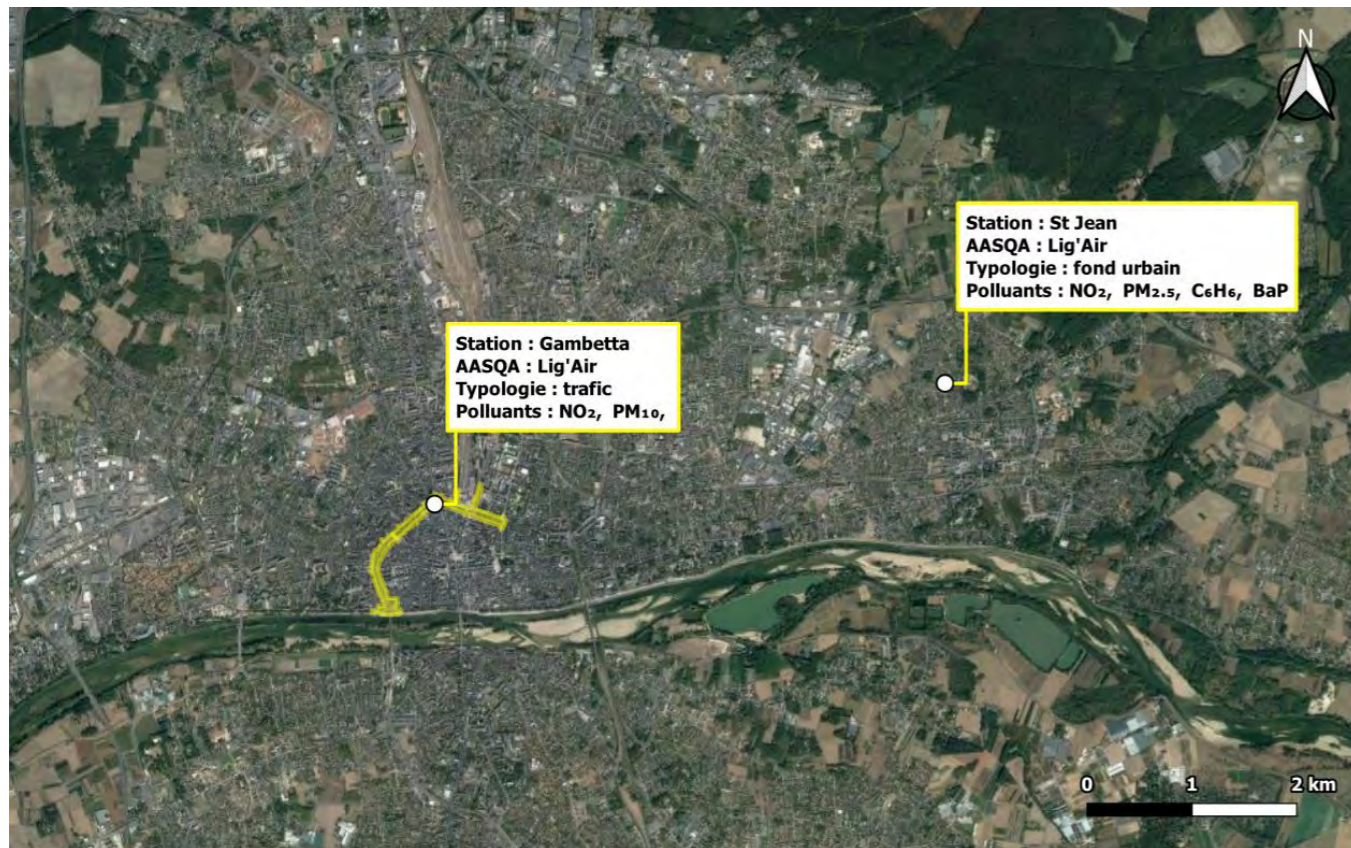 N
Station : St Jean
AASQA : Lig'Air
Typologie : fond urbain
Polluants : NO₂, PM₂.₅, C₆H₆, BaP
Station : Gambetta
AASQA : Lig'Air
Typologie : trafic
Polluants : NO₂, PM₁₀,
0 1 2 km